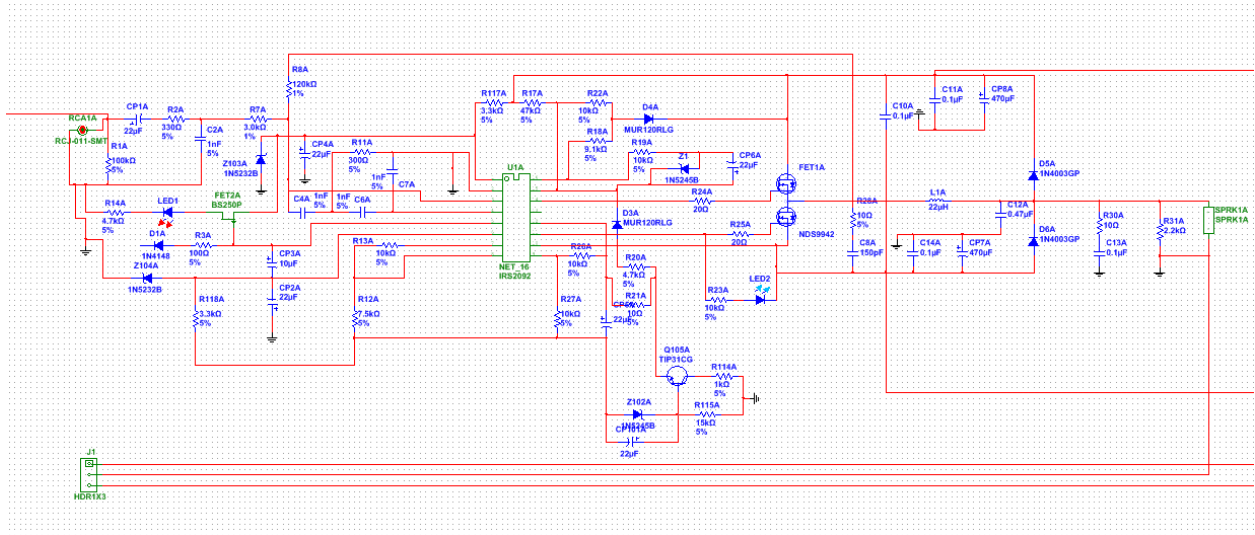 RCA1A
RCJ-011-SMT
CP1A
22µF
R2A
330Ω
5%
C2A
1nF
5%
R7A
3.0kΩ
1%
R8A
120kΩ
1%
R1A
100kΩ
5%
Z103A
1N5232B
CP4A
22µF
R11A
300Ω
5%
1nF
5%
C7A
C4A
1nF
5%
1nF
5%
C6A
R14A
4.7kΩ
5%
LED1
FET2A
BS250P
D1A
1N4148
R3A
100Ω
5%
Z104A
1N5232B
CP3A
10µF
CP2A
22µF
R118A
3.3kΩ
5%
R13A
10kΩ
5%
R12A
7.5kΩ
5%
R117A
3.3kΩ
5%
R17A
47kΩ
5%
R22A
10kΩ
5%
D4A
MUR120RLG
R18A
9.1kΩ
5%
R19A
10kΩ
5%
Z1
1N5245B
CP6A
22µF
U1A
NET_16
IRS2092
FET1A
NDS9942
R24A
20Ω
R25A
20Ω
D3A
MUR120RLG
R26A
10kΩ
5%
R20A
4.7kΩ
5%
R21A
10Ω
5%
R27A
10kΩ
5%
22µF
R23A
10kΩ
5%
LED2
10Ω
5%
C8A
150pF
Q105A
TIP31CG
R114A
1kΩ
5%
R115A
15kΩ
5%
Z102A
1N5245B
CP101A
22µF
C10A
0.1µF
C11A
0.1µF
CP8A
470µF
L1A
22µH
C12A
0.47µF
C14A
0.1µF
CP7A
470µF
D5A
1N4003GP
D6A
1N4003GP
R30A
10Ω
C13A
0.1µF
R31A
2.2kΩ
SPRK1A
SPRK1A
J1
HDR1X3